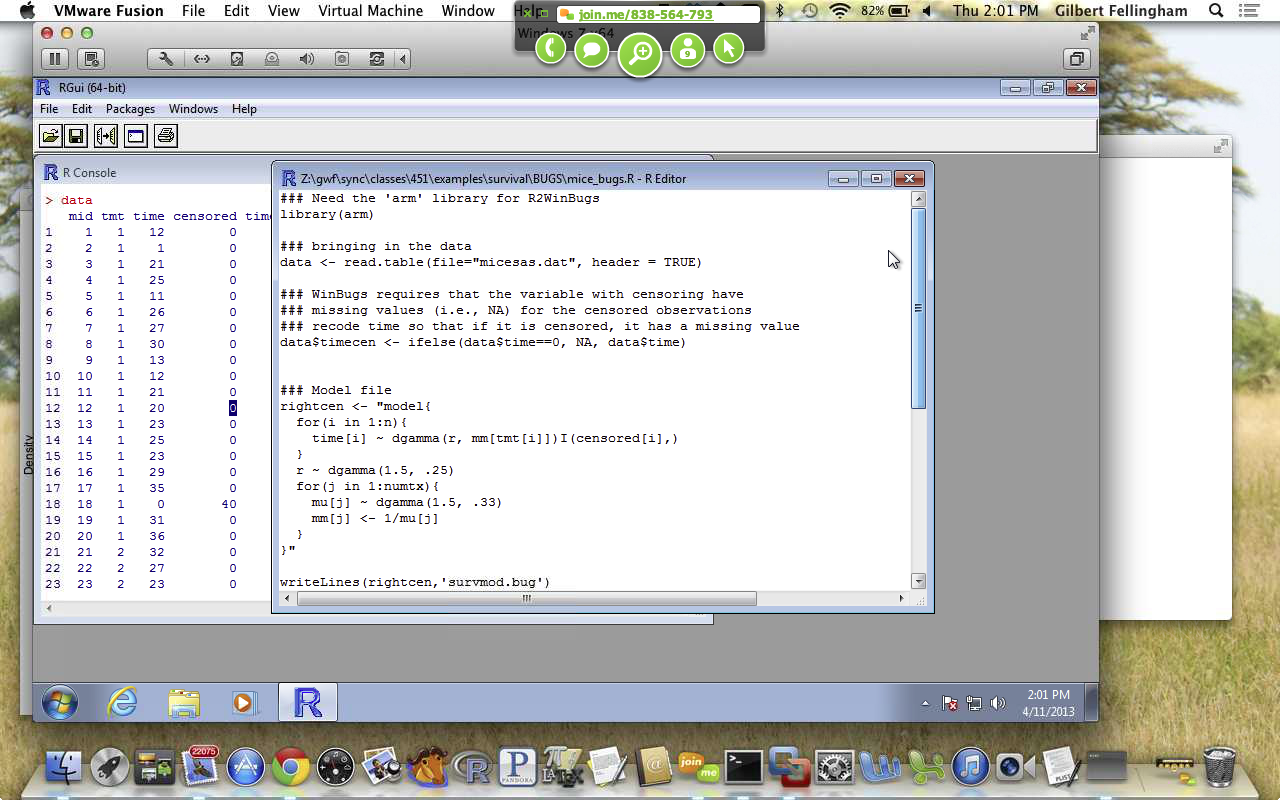 VMware Fusion File Edit View Virtual Machine Window Help
join.me/838-564-793
82%
Thu 2:01 PM Gilbert Fellingham
Windows 7 x64
9
RGui (64-bit)
File Edit Packages Windows Help
R Console
> data
mid tmt time censored time
1 1 1 12 0
2 2 1 1 0
3 3 1 21 0
4 4 1 25 0
5 5 1 11 0
6 6 1 26 0
7 7 1 27 0
8 8 1 30 0
9 9 1 13 0
10 10 1 12 0
11 11 1 21 0
12 12 1 20 0
13 13 1 23 0
14 14 1 25 0
15 15 1 23 0
16 16 1 29 0
17 17 1 35 0
18 18 1 0 40
19 19 1 31 0
20 20 1 36 0
21 21 2 32 0
22 22 2 27 0
23 23 2 23 0
Z:\gwf\sync\classes\451\examples\survival\BUGS\mice_bugs.R - R Editor
### Need the 'arm' library for R2WinBugs
library(arm)
### bringing in the data
data <- read.table(file="micesas.dat", header = TRUE)
### WinBugs requires that the variable with censoring have
### missing values (i.e., NA) for the censored observations
### recode time so that if it is censored, it has a missing value
data$timecen <- ifelse(data$time==0, NA, data$time)
### Model file
rightcen <- "model{
for(i in 1:n){
time[i] ~ dgamma(r, mm[tmt[i]])I(censored[i],)
}
r ~ dgamma(1.5, .25)
for(j in 1:numtx){
mu[j] ~ dgamma(1.5, .33)
mm[j] <- 1/mu[j]
}
}"
writeLines(rightcen,'survmod.bug')
Density
2:01 PM
4/11/2013
22075
PANDORA
LATEX
join
me
PLIST